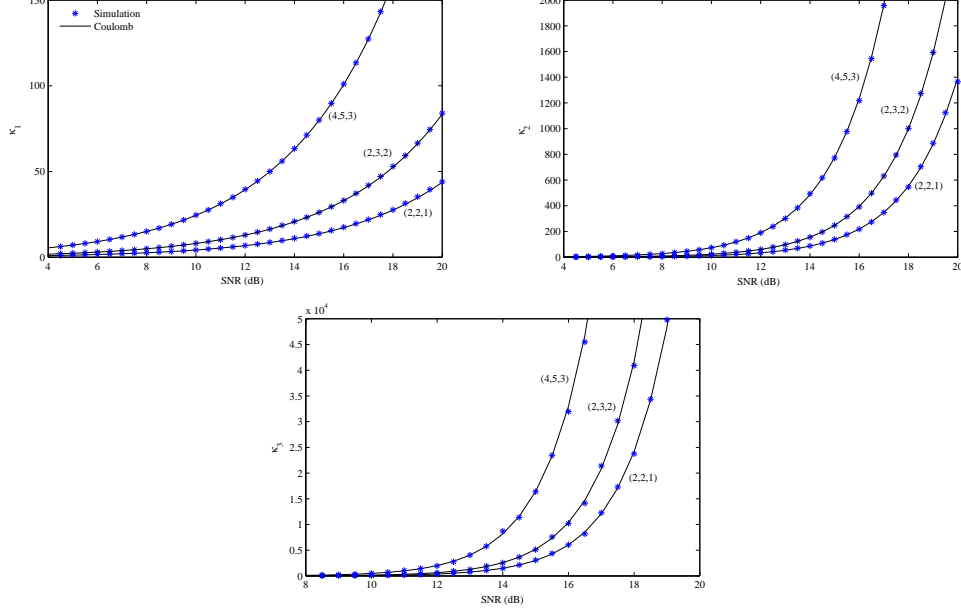 150
100
50
0
κ1
Simulation
Coulomb
(4,5,3)
(2,3,2)
(2,2,1)
4 6 8 10 12 14 16 18 20
SNR (dB)
2000
1800
1600
1400
1200
1000
800
600
400
200
0
κ2
(4,5,3)
(2,3,2)
(2,2,1)
4 6 8 10 12 14 16 18 20
SNR (dB)
x 10^4
5
4.5
4
3.5
3
2.5
2
1.5
1
0.5
0
κ3
(4,5,3)
(2,3,2)
(2,2,1)
8 10 12 14 16 18 20
SNR (dB)